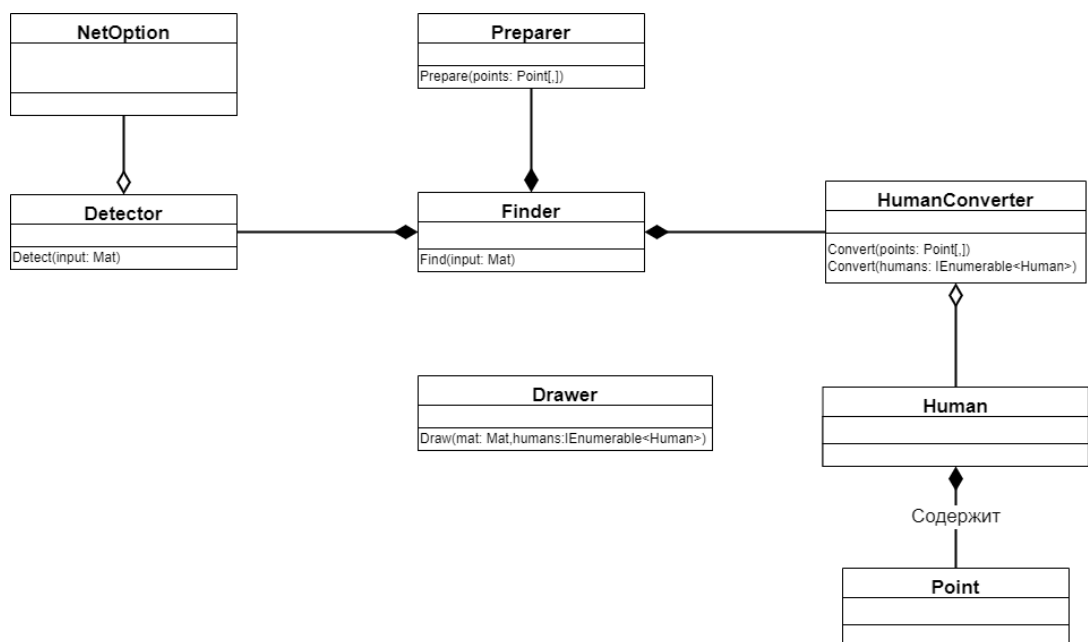 NetOption
Preparer
Prepare(points: Point[,])
Detector
Detect(input: Mat)
Finder
Find(input: Mat)
HumanConverter
Convert(points: Point[,])
Convert(humans: IEnumerable<Human>)
Drawer
Draw(mat: Mat,humans:IEnumerable<Human>)
Human
Содержит
Point